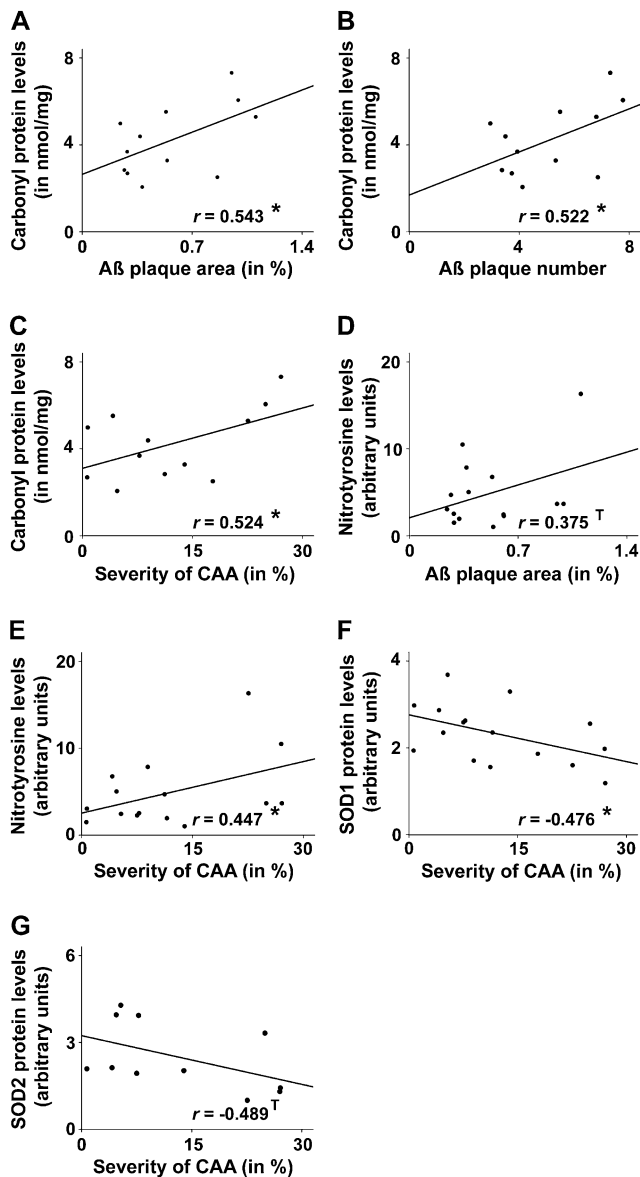 A
Carbonyl protein levels
(in nmol/mg)
8
4
0
r = 0.543 *
0 0.7 1.4
Aß plaque area (in %)
B
Carbonyl protein levels
(in nmol/mg)
8
4
0
r = 0.522 *
0 4 8
Aß plaque number
C
Carbonyl protein levels
(in nmol/mg)
8
4
0
r = 0.524 *
0 15 30
Severity of CAA (in %)
D
Nitrotyrosine levels
(arbitrary units)
20
10
0
r = 0.375 T
0 0.7 1.4
Aß plaque area (in %)
E
Nitrotyrosine levels
(arbitrary units)
20
10
0
r = 0.447 *
0 15 30
Severity of CAA (in %)
F
SOD1 protein levels
(arbitrary units)
4
2
0
r = -0.476 *
0 15 30
Severity of CAA (in %)
G
SOD2 protein levels
(arbitrary units)
6
3
0
r = -0.489 T
0 15 30
Severity of CAA (in %)